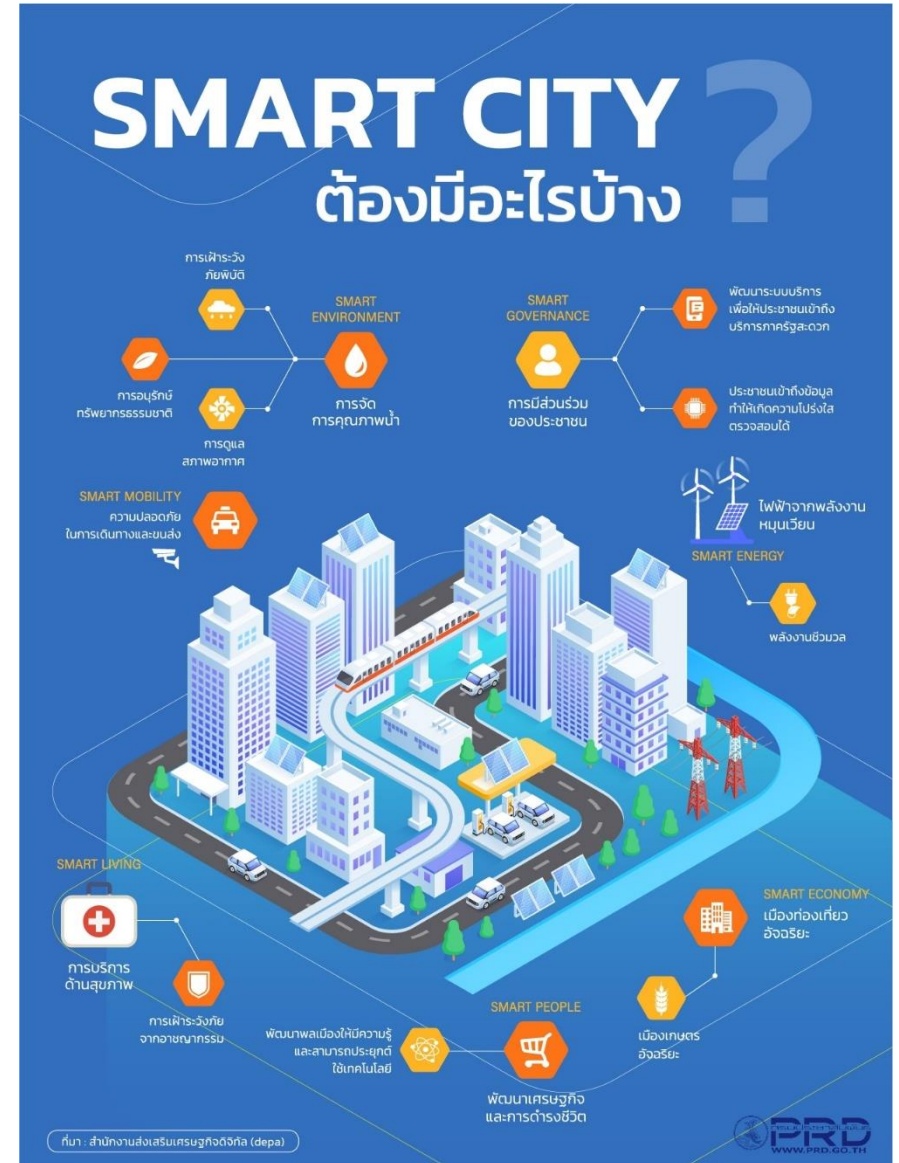 SMART CITY
?
ต้องมีอะไรบ้าง
การเฝ้าระวัง
ภัยพิบัติ
SMART
ENVIRONMENT
การอนุรักษ์
ทรัพยากรธรรมชาติ
การดูแล
สภาพอากาศ
การจัด
การคุณภาพน้ำ
SMART
GOVERNANCE
การมีส่วนร่วม
ของประชาชน
พัฒนาระบบบริการ
เพื่อให้ประชาชนเข้าถึง
บริการภาครัฐสะดวก
ประชาชนเข้าถึงข้อมูล
ทำให้เกิดความโปร่งใส
ตรวจสอบได้
SMART MOBILITY
ความปลอดภัย
ในการเดินทางและขนส่ง
ไฟฟ้าจากพลังงาน
หมุนเวียน
SMART ENERGY
พลังงานชีวมวล
SMART LIVING
การบริการ
ด้านสุขภาพ
การเฝ้าระวังภัย
จากอาชญากรรม
SMART ECONOMY
เมืองท่องเที่ยว
อัจฉริยะ
เมืองเกษตร
อัจฉริยะ
SMART PEOPLE
พัฒนาพลเมืองให้มีความรู้
และสามารถประยุกต์
ใช้เทคโนโลยี
พัฒนาเศรษฐกิจ
และการดำรงชีวิต
ที่มา : สำนักงานส่งเสริมเศรษฐกิจดิจิทัล (depa)
กรมประชาสัมพันธ์
PRD
WWW.PRD.GO.TH